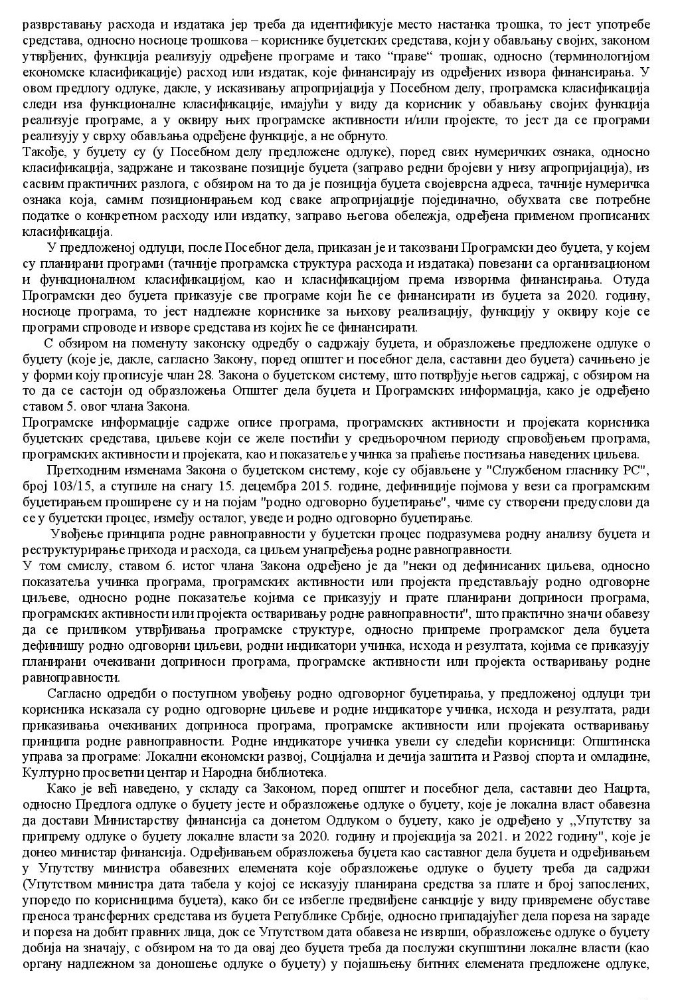 разврставању расхода и издатака јер треба да идентификује место настанка трошка, то јест употребе
средстава, односно носиоце трошкова – кориснике буџетских средстава, који у обављању својих, законом
утврђених, функција реализују одређене програме и тако “праве“ трошак, односно (терминологијом
економске класификације) расход или издатак, које финансирају из одређених извора финансирања. У
овом предлогу одлуке, дакле, у исказивању апропријација у Посебном делу, програмска класификација
следи иза функционалне класификације, имајући у виду да корисник у обављању својих функција
реализује програме, а у оквиру њих програмске активности и/или пројекте, то јест да се програми
реализују у сврху обављања одређене функције, а не обрнуто.
Такође, у буџету су (у Посебном делу предложене одлуке), поред свих нумеричких ознака, односно
класификација, задржане и такозване позиције буџета (заправо редни бројеви у низу апропријација), из
сасвим практичних разлога, с обзиром на то да је позиција буџета својеврсна адреса, тачније нумеричка
ознака која, самим позиционирањем код сваке апропријације појединачно, обухвата све потребне
податке о конкретном расходу или издатку, заправо његова обележја, одређена применом прописаних
класификација.
У предложеној одлуци, после Посебног дела, приказан је и такозвани Програмски део буџета, у којем
су планирани програми (тачније програмска структура расхода и издатака) повезани са организационом
и функционалном класификацијом, као и класификацијом према изворима финансирања. Отуда
Програмски део буџета приказује све програме који ће се финансирати из буџета за 2020. годину,
носиоце програма, то јест надлежне кориснике за њихову реализацију, функцију у оквиру које се
програми спроводе и изворе средстава из којих ће се финансирати.
С обзиром на поменуту законску одредбу о садржају буџета, и образложење предложене одлуке о
буџету (које је, дакле, сагласно Закону, поред општег и посебног дела, саставни део буџета) сачињено је
у форми коју прописује члан 28. Закона о буџетском систему, што потврђује његов садржај, с обзиром на
то да се састоји од образложења Општег дела буџета и Програмских информација, како је одређено
ставом 5. овог члана Закона.
Програмске информације садрже описе програма, програмских активности и пројеката корисника
буџетских средстава, циљеве који се желе постићи у средњорочном периоду спровођењем програма,
програмских активности и пројеката, као и показатеље учинка за праћење постизања наведених циљева.
Претходним изменама Закона о буџетском систему, које су објављене у "Службеном гласнику РС",
број 103/15, а ступиле на снагу 15. децембра 2015. године, дефиниције појмова у вези са програмским
буџетирањем проширене су и на појам "родно одговорно буџетирање", чиме су створени предуслови да
се у буџетски процес, између осталог, уведе и родно одговорно буџетирање.
Увођење принципа родне равноправности у буџетски процес подразумева родну анализу буџета и
реструктурирање прихода и расхода, са циљем унапређења родне равноправности.
У том смислу, ставом 6. истог члана Закона одређено је да "неки од дефинисаних циљева, односно
показатеља учинка програма, програмских активности или пројекта представљају родно одговорне
циљеве, односно родне показатеље којима се приказују и прате планирани доприноси програма,
програмских активности или пројекта остваривању родне равноправности", што практично значи обавезу
да се приликом утврђивања програмске структуре, односно припреме програмског дела буџета
дефинишу родно одговорни циљеви, родни индикатори учинка, исхода и резултата, којима се приказују
планирани очекивани доприноси програма, програмске активности или пројекта остваривању родне
равноправности.
Сагласно одредби о поступном увођењу родно одговорног буџетирања, у предложеној одлуци три
корисника исказала су родно одговорне циљеве и родне индикаторе учинка, исхода и резултата, ради
приказивања очекиваних доприноса програма, програмске активности или пројеката остваривању
принципа родне равноправности. Родне индикаторе учинка увели су следећи корисници: Општинска
управа за програме: Локални економски развој, Социјална и дечија заштита и Развој спорта и омладине,
Културно просветни центар и Народна библиотека.
Како је већ наведено, у складу са Законом, поред општег и посебног дела, саставни део Нацрта,
односно Предлога одлуке о буџету јесте и образложење одлуке о буџету, које је локална власт обавезна
да достави Министарству финансија са донетом Одлуком о буџету, како је одређено у „Упутству за
припрему одлуке о буџету локалне власти за 2020. годину и пројекција за 2021. и 2022 годину", које је
донео министар финансија. Одређивањем образложења буџета као саставног дела буџета и одређивањем
у Упутству министра обавезних елемената које образложење одлуке о буџету треба да садржи
(Упутством министра дата табела у којој се исказују планирана средства за плате и број запослених,
упоредо по корисницима буџета), како би се избегле предвиђене санкције у виду привремене обуставе
преноса трансферних средстава из буџета Републике Србије, односно припадајућег дела пореза на зараде
и пореза на добит правних лица, док се Упутством дата обавеза не изврши, образложење одлуке о буџету
добија на значају, с обзиром на то да овај део буџета треба да послужи скупштини локалне власти (као
органу надлежном за доношење одлуке о буџету) у појашњењу битних елемената предложене одлуке,